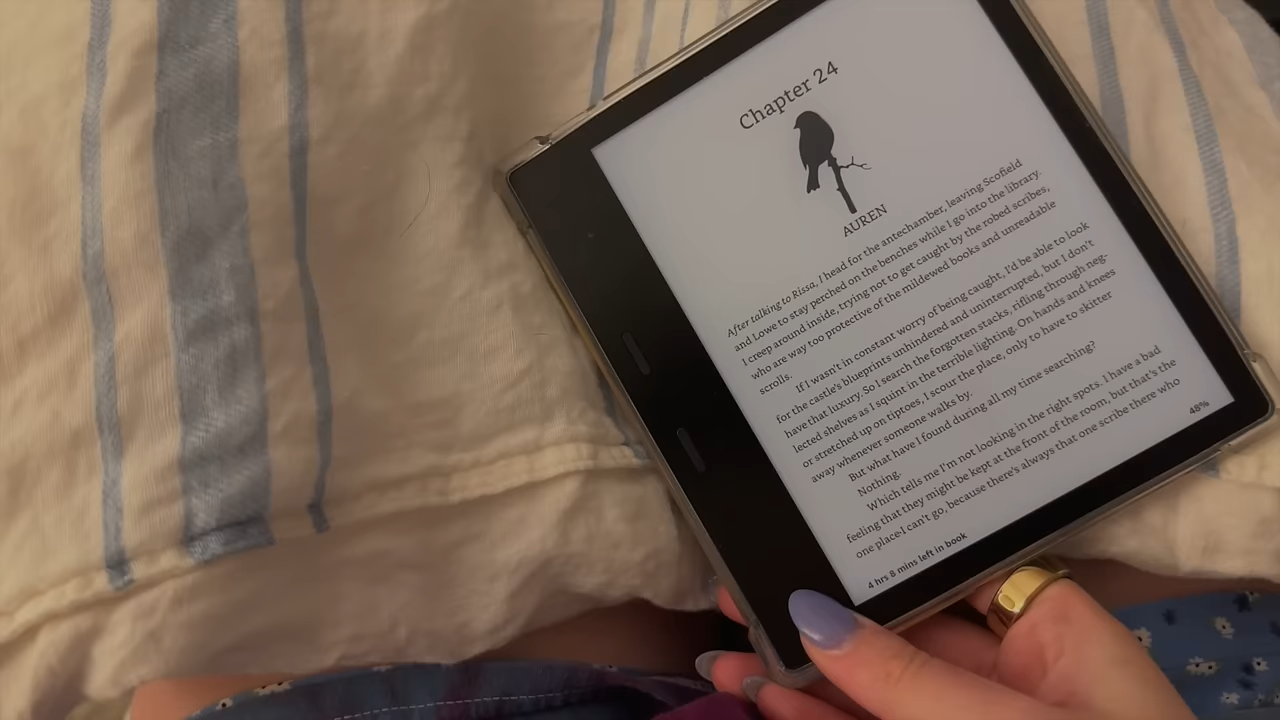 Chapter 24
AUREN
After talking to Rissa, I head for the antechamber, leaving Scofield
and Lowe to stay perched on the benches while I go into the library.
I creep around inside, trying not to get caught by the robed scribes,
who are way too protective of the mildewed books and unreadable
scrolls.
If I wasn't in constant worry of being caught, I'd be able to look
for the castle's blueprints unhindered and uninterrupted, but I don't
have that luxury. So I search the forgotten stacks, rifling through neg-
lected shelves as I squint in the terrible lighting. On hands and knees
or stretched up on tiptoes, I scour the place, only to have to skitter
away whenever someone walks by.
But what have I found during all my time searching?
Nothing.
Which tells me I'm not looking in the right spots. I have a bad
feeling that they might be kept at the front of the room, but that's the
one place I can't go, because there's always that one scribe there who
4 hrs 8 mins left in book
48%